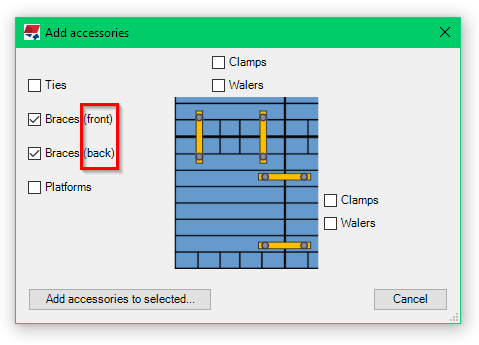 Add accessories
Clamps
Ties
Walers
Braces (front)
Braces (back)
Platforms
Clamps
Walers
Add accessories to selected...
Cancel